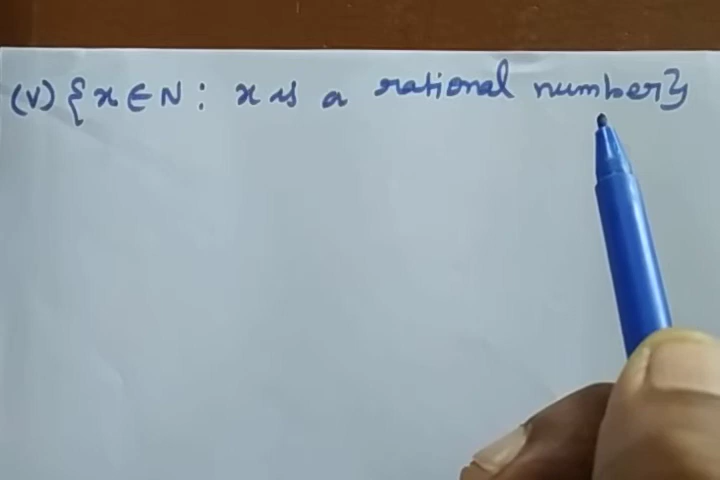 (v) {x ∈ N : x is a rational number}